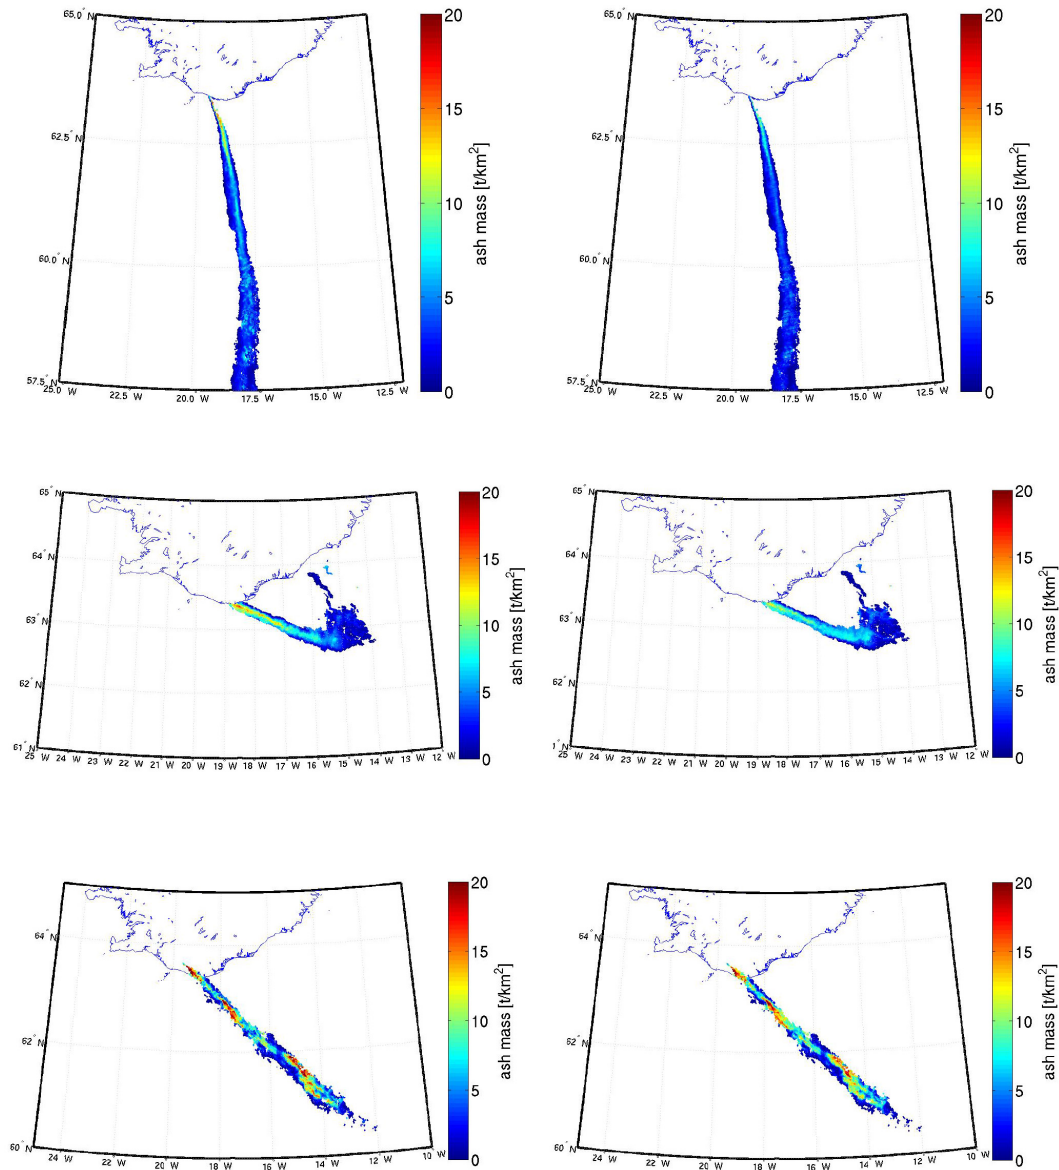 65.0° N
62.5° N
60.0° N
57.5° N
25.0 W 22.5 W 20.0 W 17.5 W 15.0 W 12.5 W
20
15
10
5
0
ash mass [t/km²]
65.0° N
62.5° N
60.0° N
57.5° N
25.0 W 22.5 W 20.0 W 17.5 W 15.0 W 12.5 W
20
15
10
5
0
ash mass [t/km²]
65° N
64° N
63° N
62° N
61° N
25 W 24 W 23 W 22 W 21 W 20 W 19 W 18 W 17 W 16 W 15 W 14 W 13 W 12 W
20
15
10
5
0
ash mass [t/km²]
65° N
64° N
63° N
62° N
1° N
25 W 24 W 23 W 22 W 21 W 20 W 19 W 18 W 17 W 16 W 15 W 14 W 13 W 12 W
20
15
10
5
0
ash mass [t/km²]
64° N
62° N
60° N
24 W 22 W 20 W 18 W 16 W 14 W 12 W 10 W
20
15
10
5
0
ash mass [t/km²]
64° N
52° N
60° N
24 W 22 W 20 W 18 W 16 W 14 W 12 W 10 W
20
15
10
5
0
ash mass [t/km²]